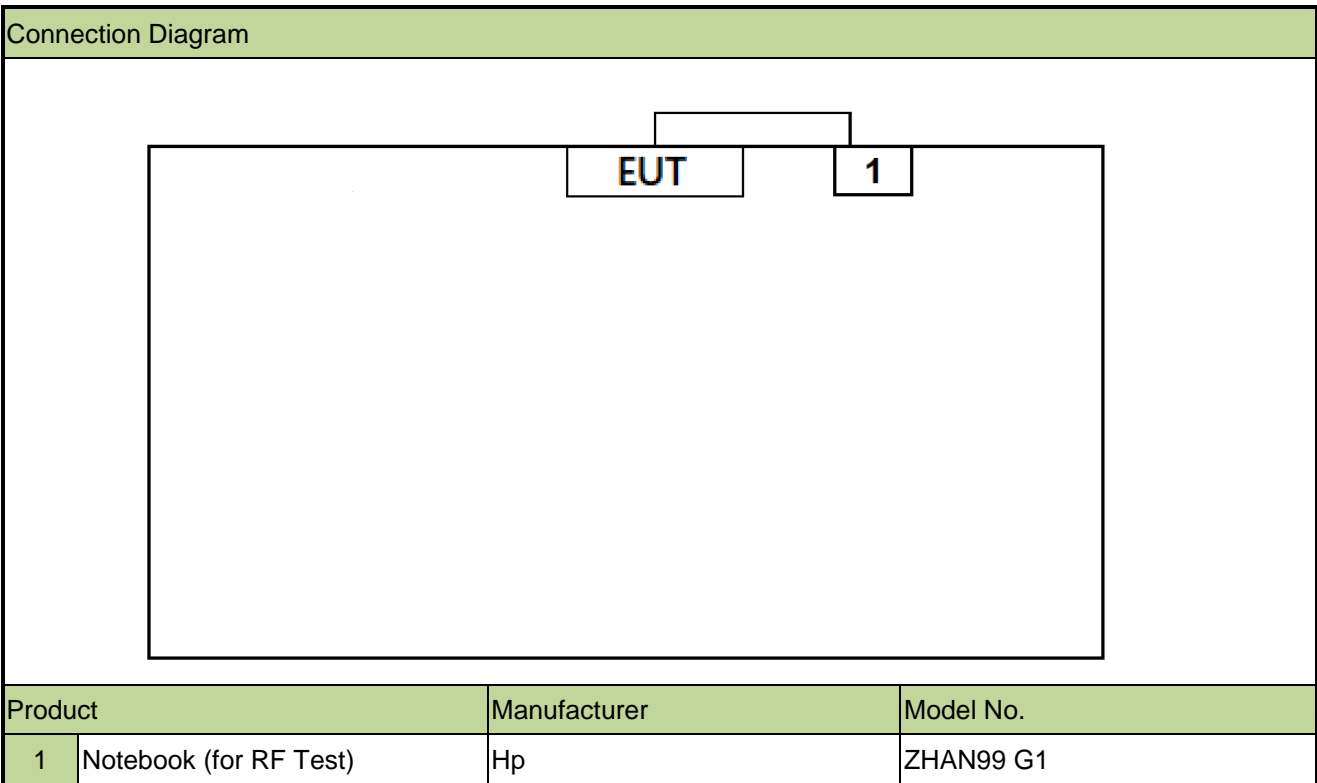 Connection Diagram
EUT 1
Product Manufacturer Model No.
1 Notebook (for RF Test) Hp ZHAN99 G1